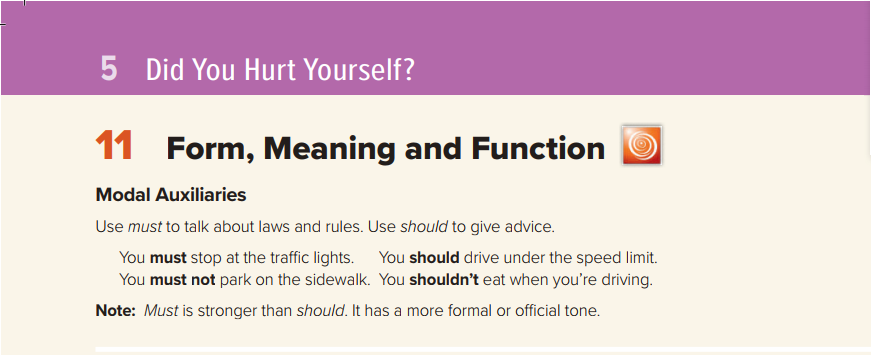 5 Did You Hurt Yourself?
11 Form, Meaning and Function
Modal Auxiliaries
Use must to talk about laws and rules. Use should to give advice.
You must stop at the traffic lights. You should drive under the speed limit.
You must not park on the sidewalk. You shouldn't eat when you're driving.
Note: Must is stronger than should. It has a more formal or official tone.